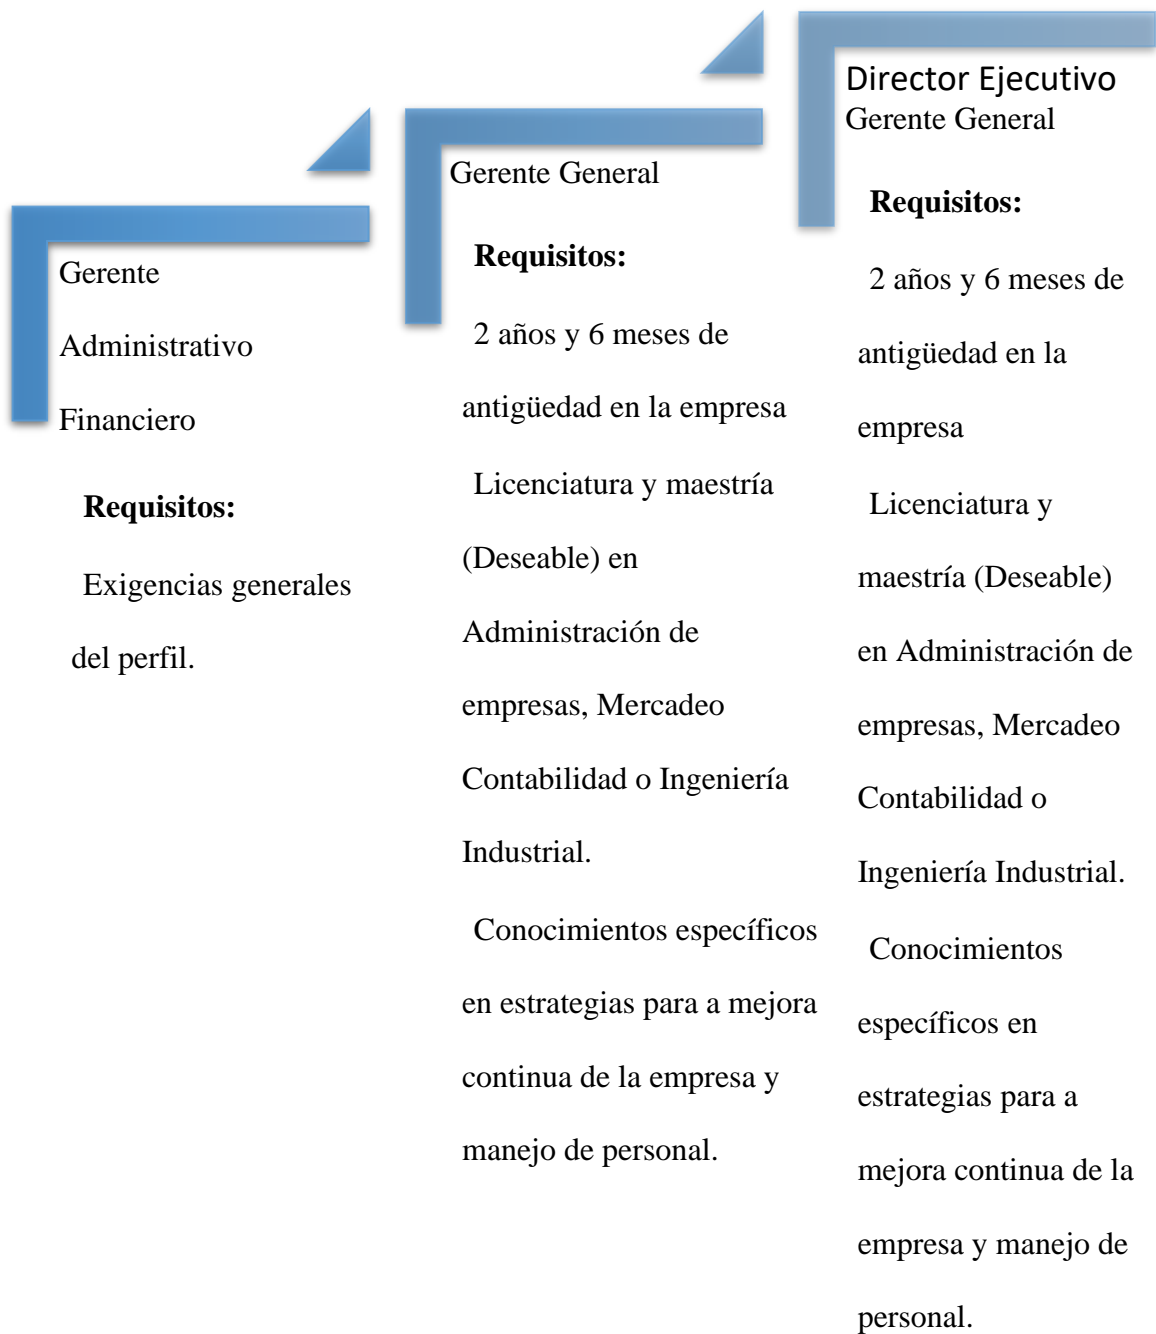 Gerente
Administrativo
Financiero
Requisitos:
Exigencias generales
del perfil.
Gerente General
Requisitos:
2 años y 6 meses de
antigüedad en la empresa
Licenciatura y maestría
(Deseable) en
Administración de
empresas, Mercadeo
Contabilidad o Ingeniería
Industrial.
Conocimientos específicos
en estrategias para a mejora
continua de la empresa y
manejo de personal.
Director Ejecutivo
Gerente General
Requisitos:
2 años y 6 meses de
antigüedad en la
empresa
Licenciatura y
maestría (Deseable)
en Administración de
empresas, Mercadeo
Contabilidad o
Ingeniería Industrial.
Conocimientos
específicos en
estrategias para a
mejora continua de la
empresa y manejo de
personal.